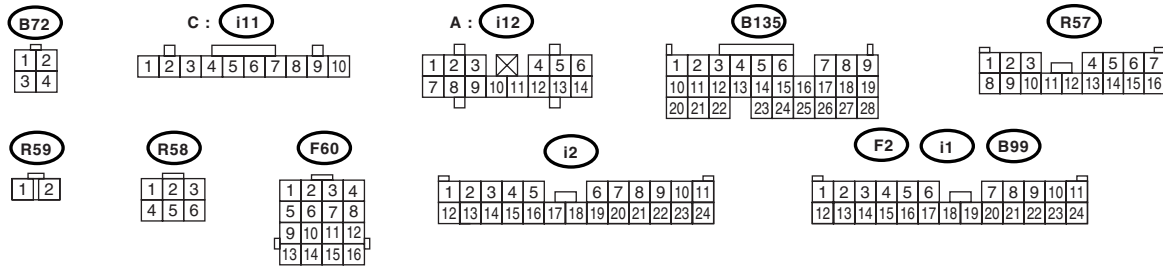 B72 C : i11 A : i12 B135 R57
1 2
3 4
1 2 3 4 5 6 7 8 9 10
1 2 3 4 5 6
7 8 9 10 11 12 13 14
1 2 3 4 5 6 7 8 9
10 11 12 13 14 15 16 17 18 19
20 21 22 23 24 25 26 27 28
1 2 3 4 5 6 7
8 9 10 11 12 13 14 15 16
R59 R58 F60 i2 F2 i1 B99
1 2
1 2 3
4 5 6
1 2 3 4
5 6 7 8
9 10 11 12
13 14 15 16
1 2 3 4 5 6 7 8 9 10 11
12 13 14 15 16 17 18 19 20 21 22 23 24
1 2 3 4 5 6 7 8 9 10 11
12 13 14 15 16 17 18 19 20 21 22 23 24